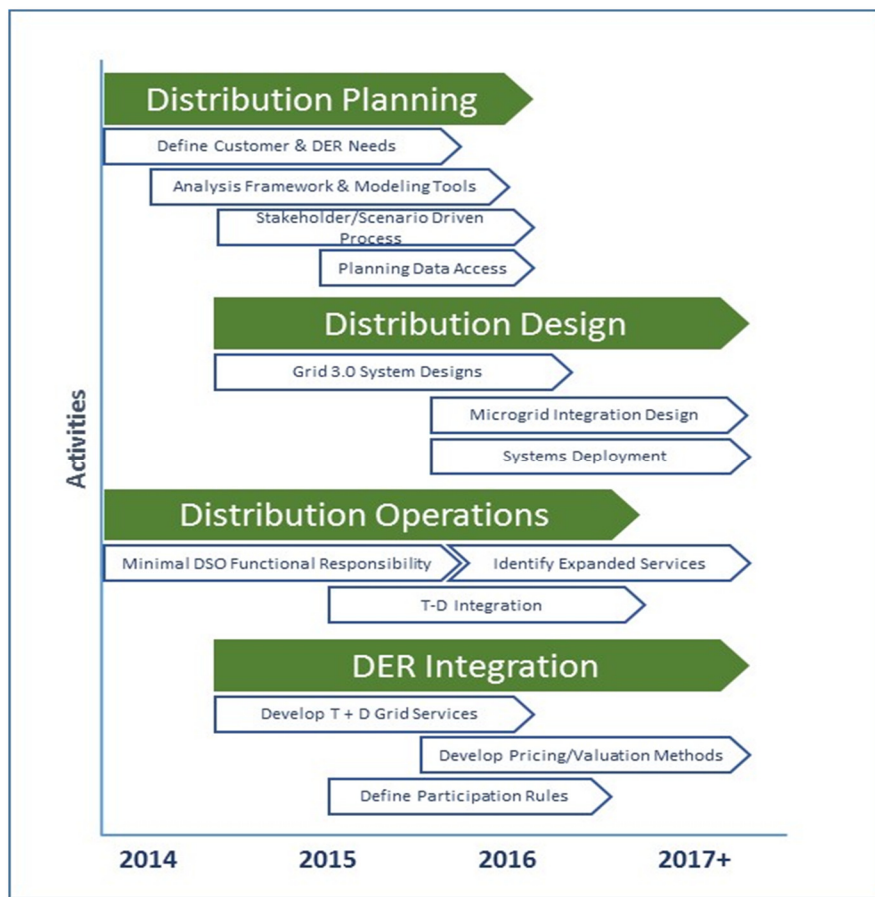 Distribution Planning
Define Customer & DER Needs
Analysis Framework & Modeling Tools
Stakeholder/Scenario Driven
Process
Planning Data Access
Distribution Design
Grid 3.0 System Designs
Microgrid Integration Design
Systems Deployment
Activities
Distribution Operations
Minimal DSO Functional Responsibility
Identify Expanded Services
T-D Integration
DER Integration
Develop T + D Grid Services
Develop Pricing/Valuation Methods
Define Participation Rules
2014 2015 2016 2017+